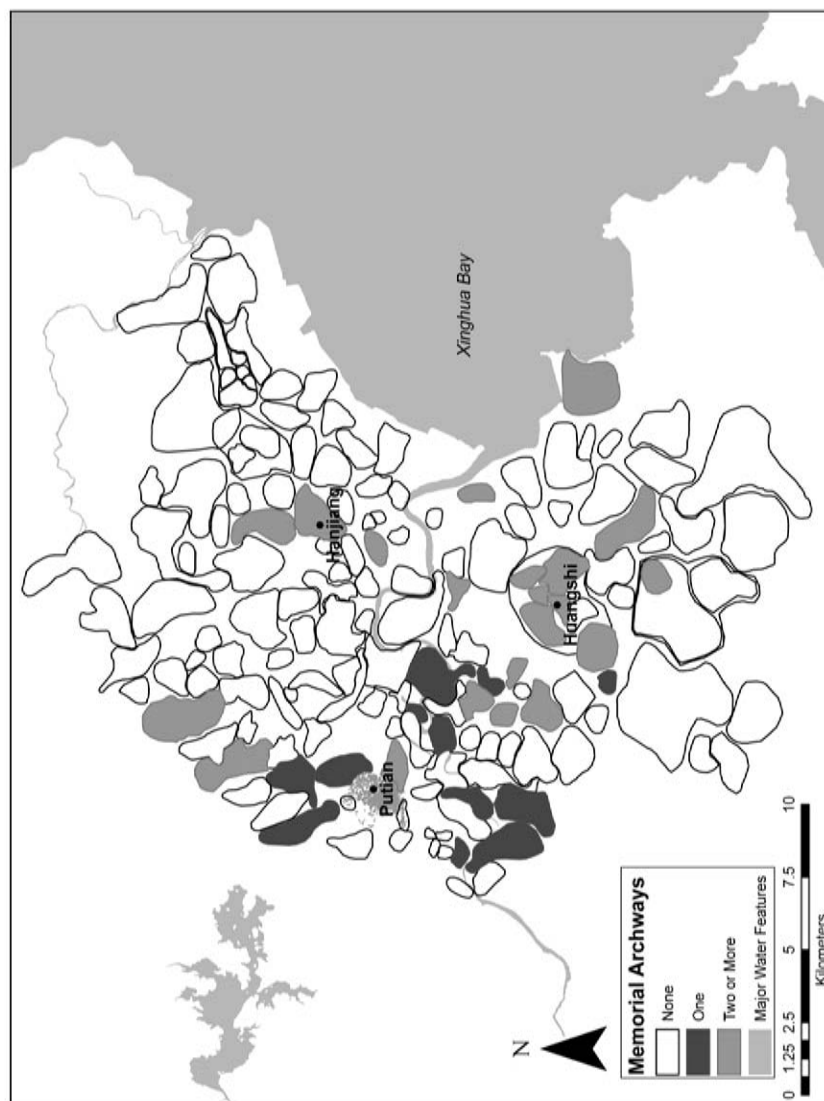 Xinghua Bay
Hanjiang
Huangshi
Putian
N
Memorial Archways
None
One
Two or More
Major Water Features
0 1.25 2.5 5 7.5 10
Kilometers